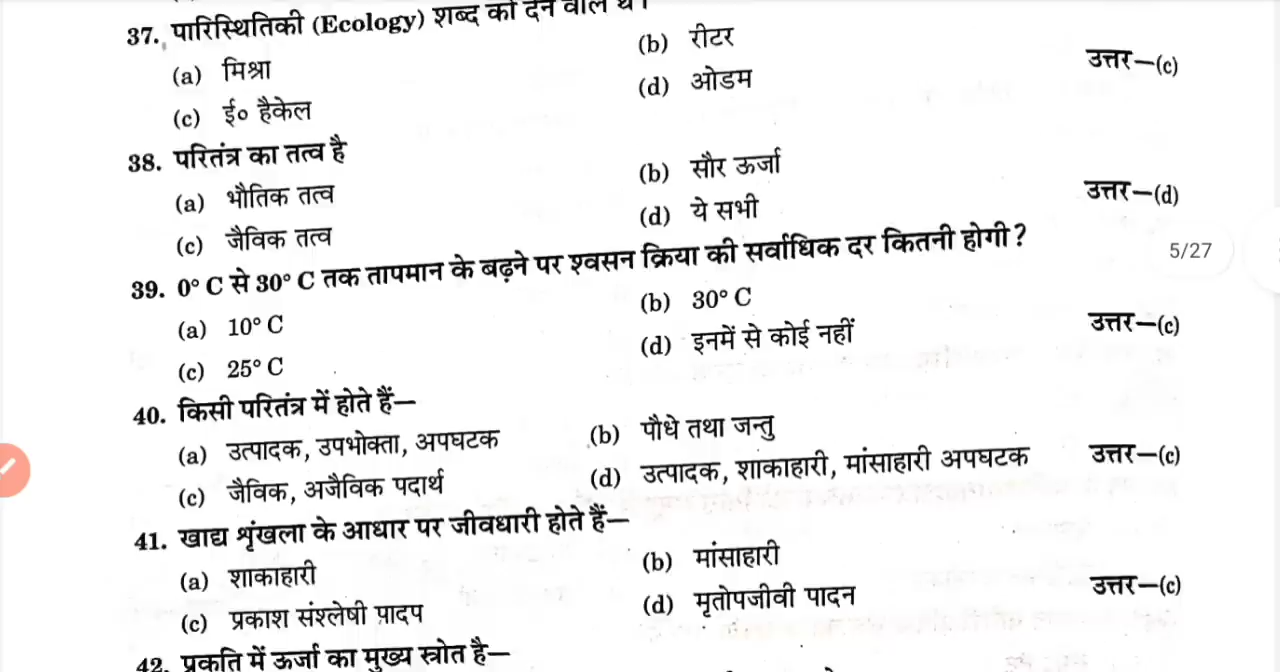 37. पारिस्थितिकी (Ecology) शब्द को देने वाले थे।
(a) मिश्रा
(b) रीटर
(c) ई० हैकेल
(d) ओडम
उत्तर—(c)
38. परितंत्र का तत्व है
(a) भौतिक तत्व
(b) सौर ऊर्जा
(c) जैविक तत्व
(d) ये सभी
उत्तर—(d)
39. 0° C से 30° C तक तापमान के बढ़ने पर श्वसन क्रिया की सर्वाधिक दर कितनी होगी?
(a) 10° C
(b) 30° C
(c) 25° C
(d) इनमें से कोई नहीं
उत्तर—(c)
5/27
40. किसी परितंत्र में होते हैं—
(a) उत्पादक, उपभोक्ता, अपघटक
(b) पौधे तथा जन्तु
(c) जैविक, अजैविक पदार्थ
(d) उत्पादक, शाकाहारी, मांसाहारी अपघटक
उत्तर—(c)
41. खाद्य शृंखला के आधार पर जीवधारी होते हैं—
(a) शाकाहारी
(b) मांसाहारी
(c) प्रकाश संश्लेषी पादप
(d) मृतोपजीवी पादन
उत्तर—(c)
42. प्रकृति में ऊर्जा का मुख्य स्त्रोत है—